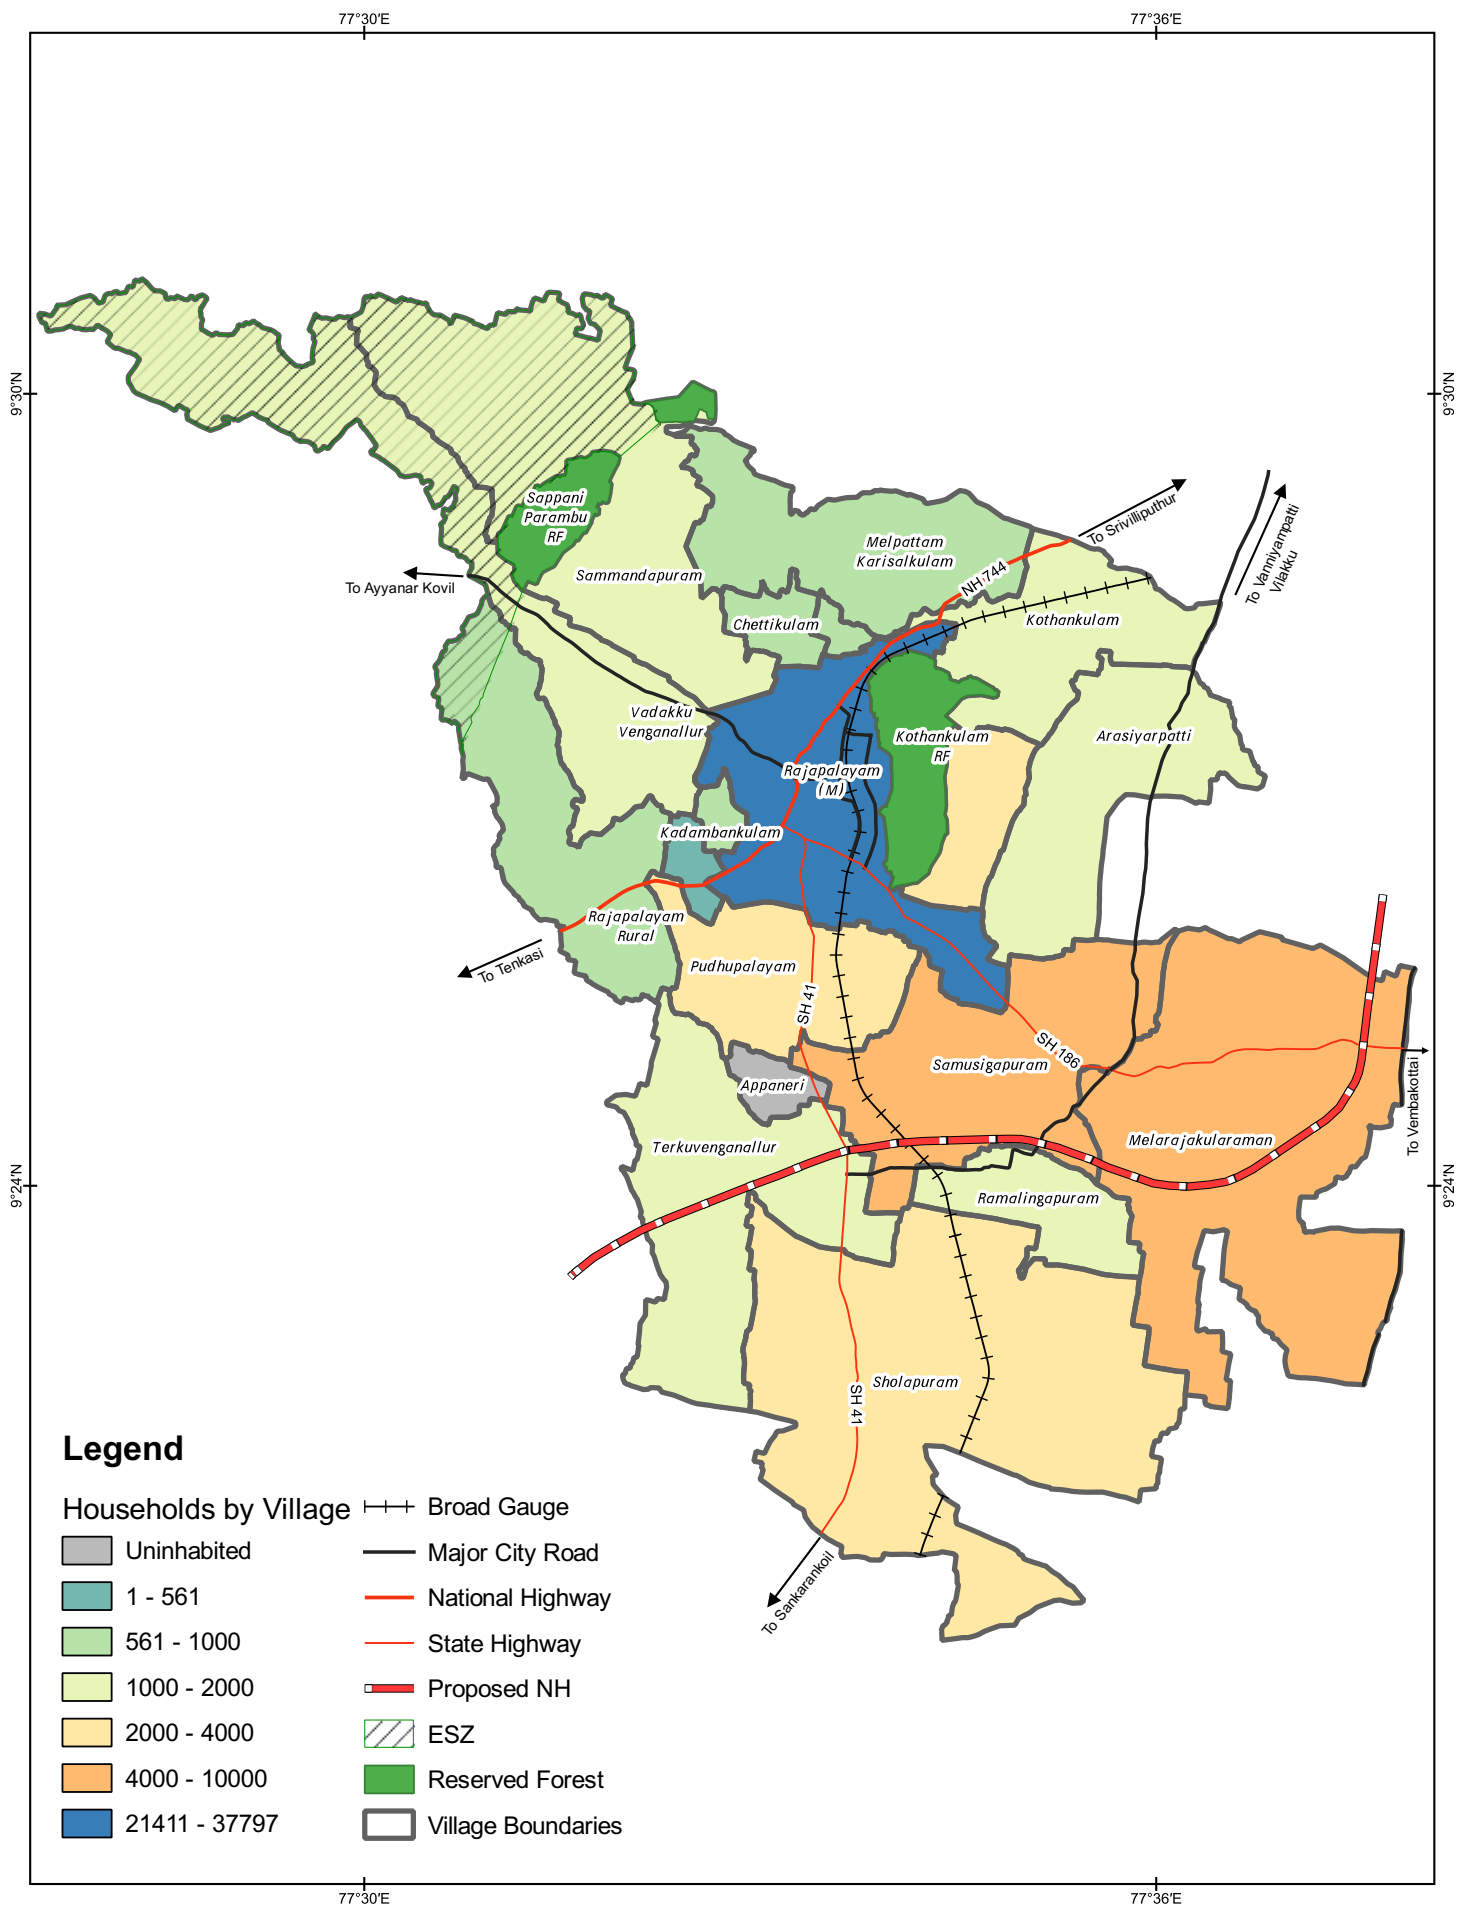 77°30'E
77°36'E
9°30'N
9°30'N
Sappani
Parambu
RF
To Srivilliputhur
To Vanniyampatti
Vilakku
Melpattam
Karisalkulam
NH 744
To Ayyanar Kovil
Sammandapuram
Chettikulam
Kothankulam
Vadakku
Venganallur
Kothankulam
RF
Arasiyarpatti
Rajapalayam
(M)
Kadambankulam
Rajapalayam
Rural
To Tenkasi
Pudhupalayam
SH 41
SH 186
Samusigapuram
Appaneri
To Vembakottai
Terkuvenganallur
Melarajakularaman
9°24'N
9°24'N
Ramalingapuram
Sholapuram
SH 41
To Sankarankoil
Legend
Households by Village
Uninhabited
1 - 561
561 - 1000
1000 - 2000
2000 - 4000
4000 - 10000
21411 - 37797
Broad Gauge
Major City Road
National Highway
State Highway
Proposed NH
ESZ
Reserved Forest
Village Boundaries
77°30'E
77°36'E